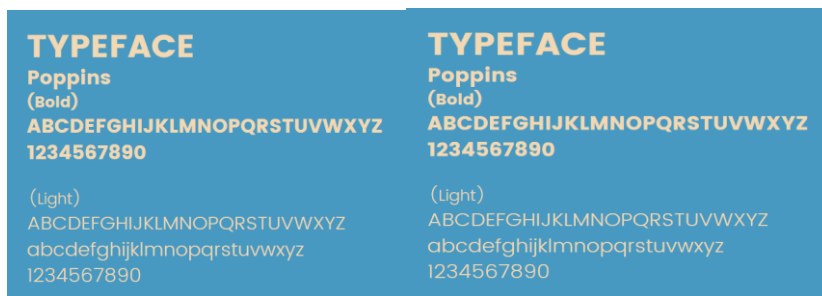 TYPEFACE
Poppins
(Bold)
ABCDEFGHIJKLMNOPQRSTUVWXYZ
1234567890
(Light)
ABCDEFGHIJKLMNOPQRSTUVWXYZ
abcdefghijklmnopqrstuvwxyz
1234567890
TYPEFACE
Poppins
(Bold)
ABCDEFGHIJKLMNOPQRSTUVWXYZ
1234567890
(Light)
ABCDEFGHIJKLMNOPQRSTUVWXYZ
abcdefghijklmnopqrstuvwxyz
1234567890